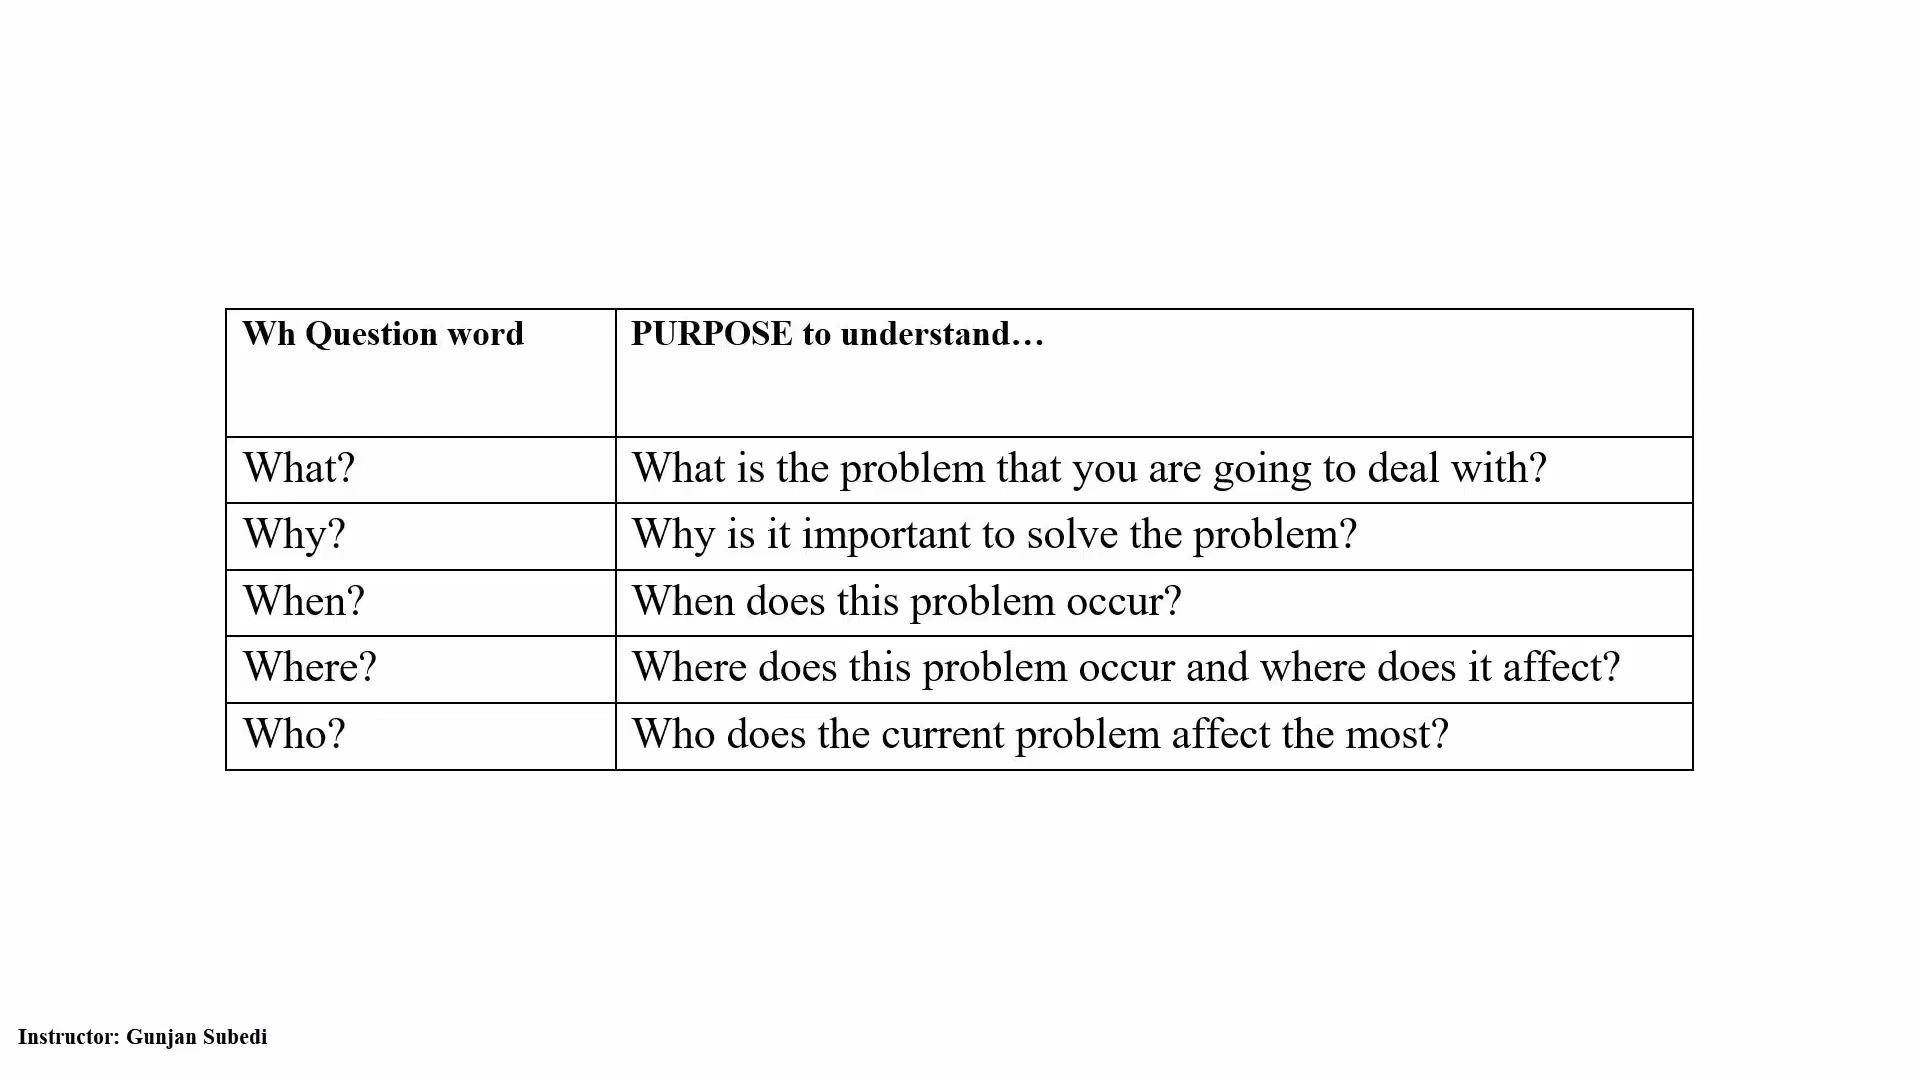 Wh Question word
PURPOSE to understand…
What?
What is the problem that you are going to deal with?
Why?
Why is it important to solve the problem?
When?
When does this problem occur?
Where?
Where does this problem occur and where does it affect?
Who?
Who does the current problem affect the most?
Instructor: Gunjan Subedi